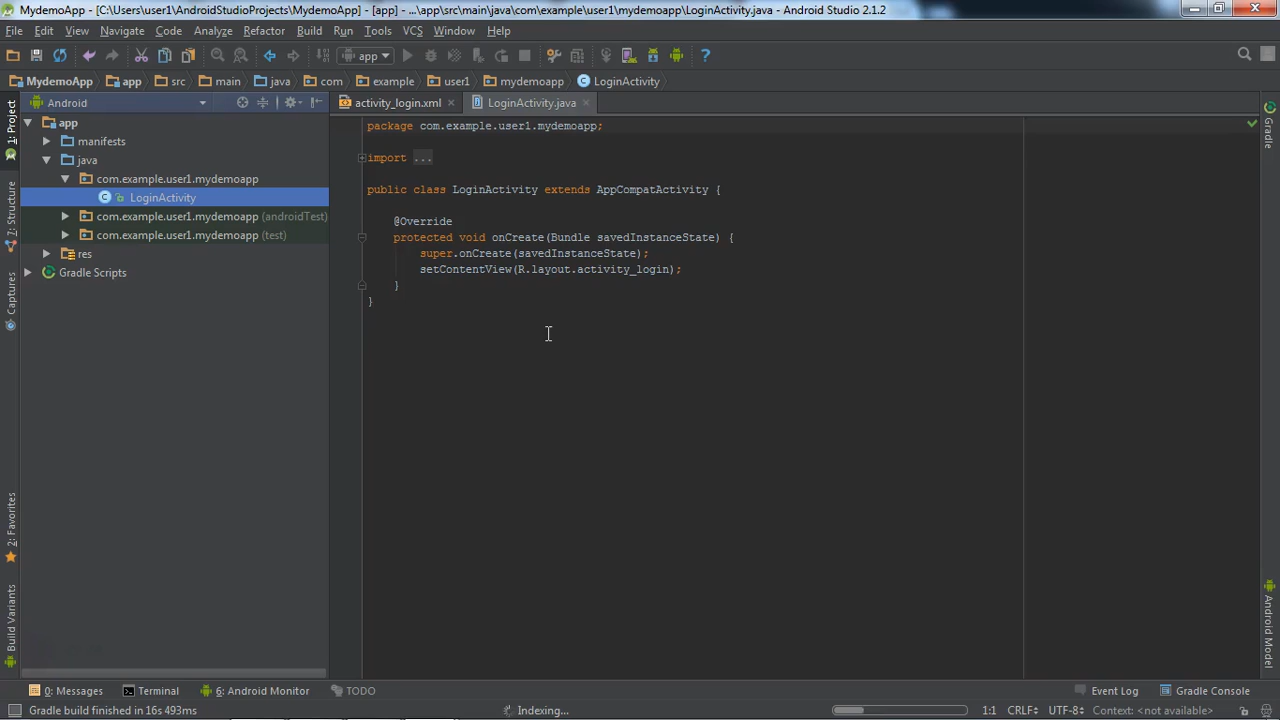 MydemoApp - [C:\Users\user1\AndroidStudioProjects\MydemoApp] - [app] - ...\app\src\main\java\com\example\user1\mydemoapp\LoginActivity.java - Android Studio 2.1.2
File Edit View Navigate Code Analyze Refactor Build Run Tools VCS Window Help
app
MydemoApp app src main java com example user1 mydemoapp LoginActivity
Android
activity_login.xml LoginActivity.java
app
manifests
java
com.example.user1.mydemoapp
LoginActivity
com.example.user1.mydemoapp (androidTest)
com.example.user1.mydemoapp (test)
res
Gradle Scripts
package com.example.user1.mydemoapp;
import ...
public class LoginActivity extends AppCompatActivity {
@Override
protected void onCreate(Bundle savedInstanceState) {
super.onCreate(savedInstanceState);
setContentView(R.layout.activity_login);
}
}
1: Project
7: Structure
Captures
2: Favorites
Build Variants
Gradle
Android Model
0: Messages Terminal 6: Android Monitor TODO Event Log Gradle Console
Gradle build finished in 16s 493ms Indexing... 1:1 CRLF UTF-8 Context: <not available>